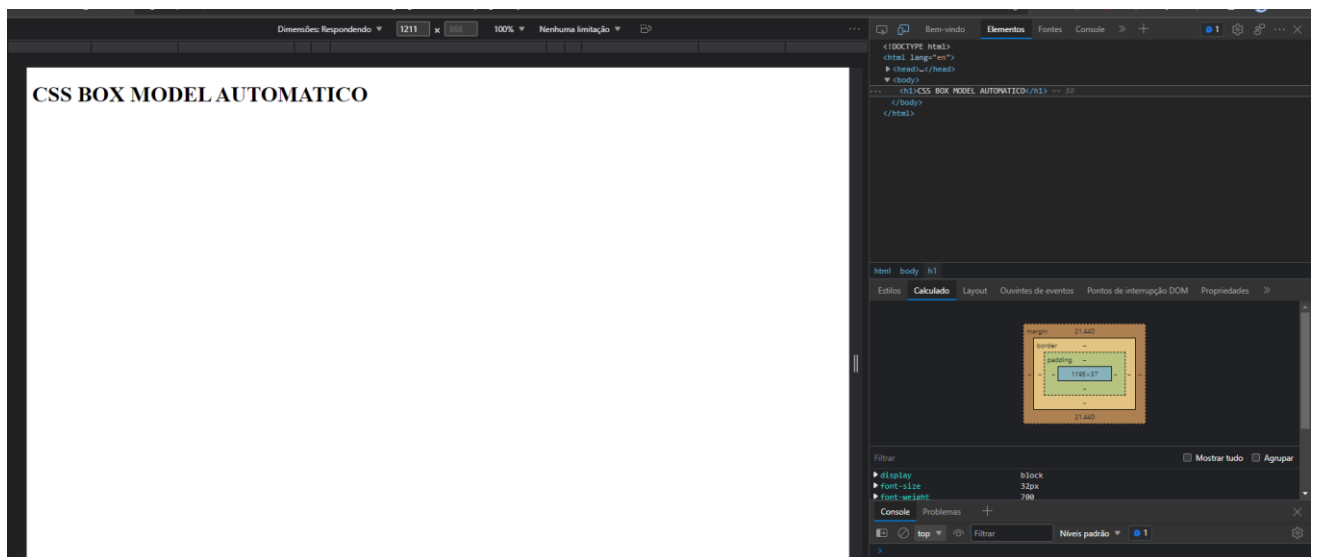 Dimensões: Respondendo ▼ 1211 x 868 100% ▼ Nenhuma limitação ▼
Bem-vindo Elementos Fontes Console » + 1
<!DOCTYPE html>
<html lang="en">
<head>…</head>
<body>
<h1>CSS BOX MODEL AUTOMATICO</h1> == $0
</body>
</html>
CSS BOX MODEL AUTOMATICO
html body h1
Estilos Calculado Layout Ouvintes de eventos Pontos de interrupção DOM Propriedades »
margin 21.440
border -
padding -
1195×37
-
-
21.440
Filtrar Mostrar tudo Agrupar
display block
font-size 32px
font-weight 700
Console Problemas +
top ▼ Filtrar Níveis padrão ▼ 1